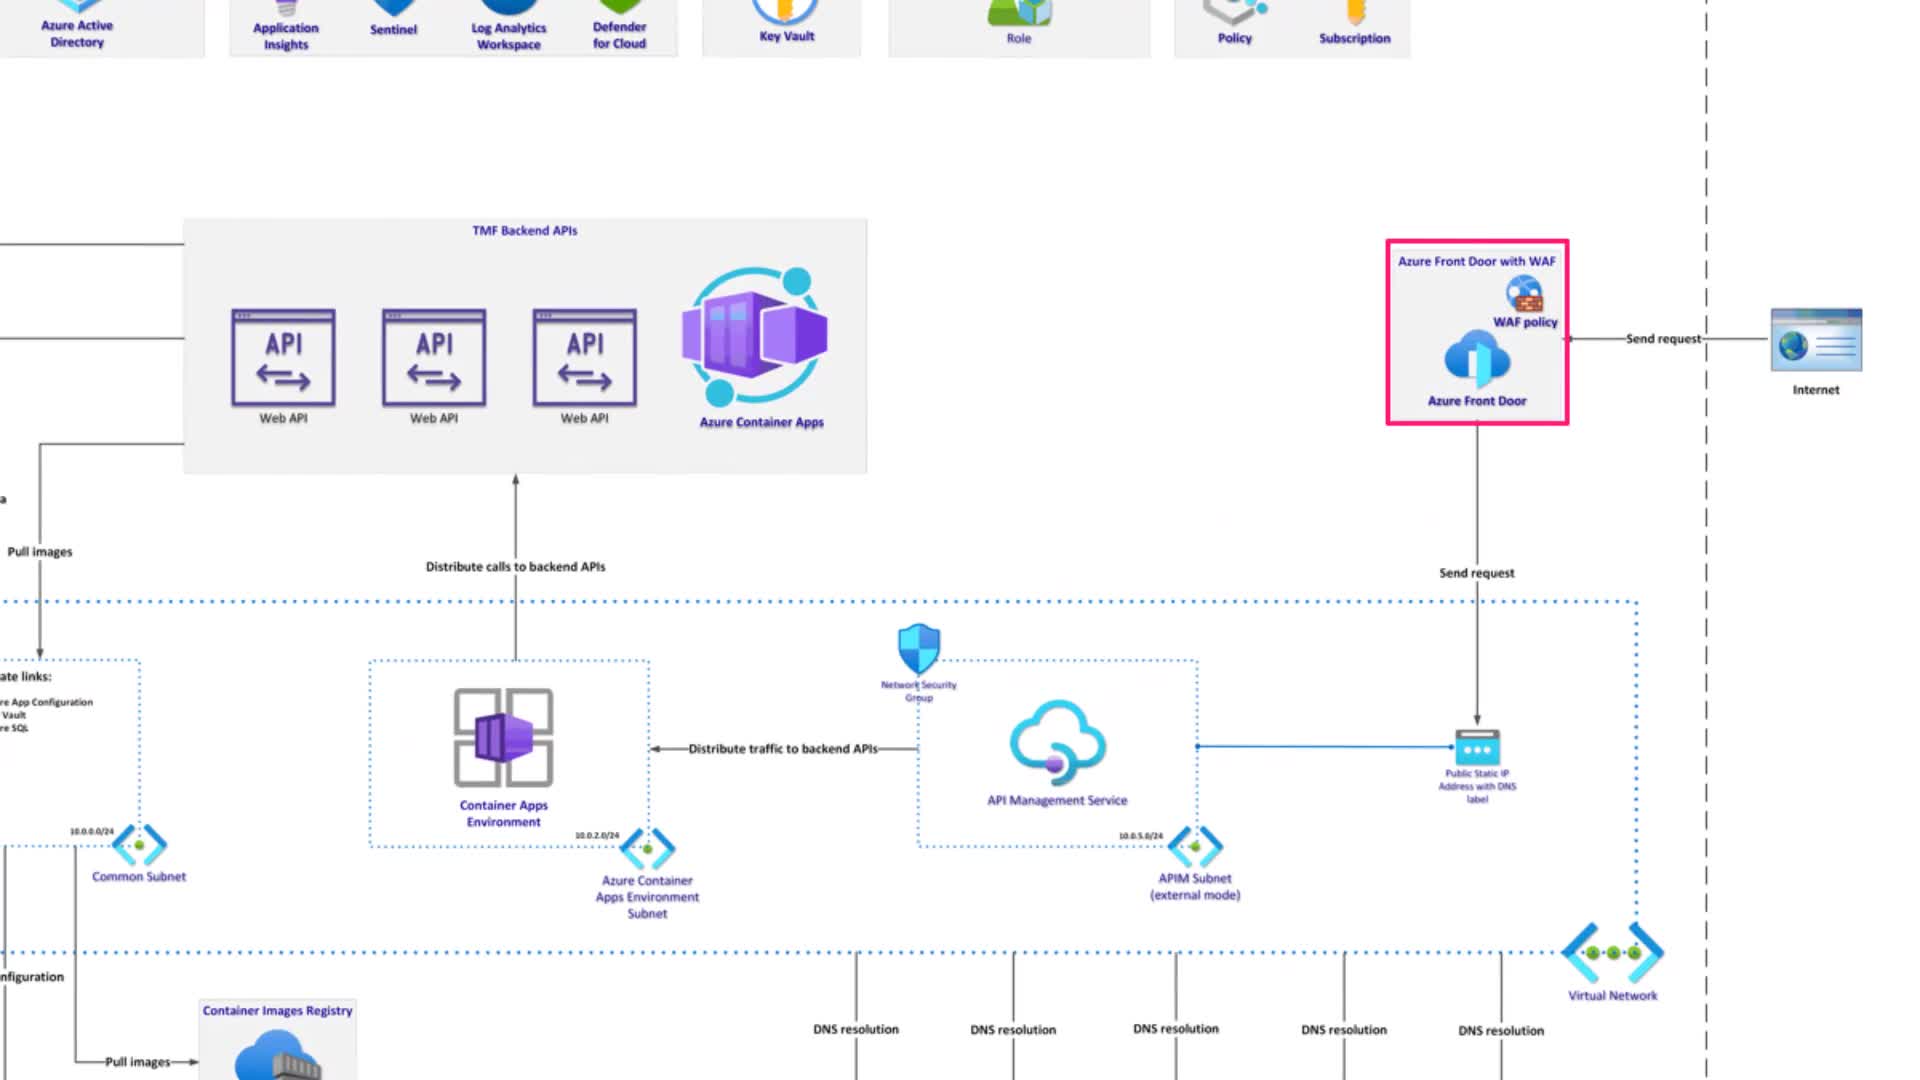 Azure Active
Directory
Application
Insights
Sentinel
Log Analytics
Workspace
Defender
for Cloud
Key Vault
Role
Policy
Subscription
TMF Backend APIs
API
API
API
Web API
Web API
Web API
Azure Container Apps
Azure Front Door with WAF
WAF policy
Azure Front Door
Send request
Internet
a
Pull images
Distribute calls to backend APIs
Send request
ate links:
re App Configuration
Vault
re SQL
10.0.0.0/24
Common Subnet
Container Apps
Environment
10.0.2.0/24
Azure Container
Apps Environment
Subnet
Distribute traffic to backend APIs
Network Security
Group
API Management Service
10.0.5.0/24
APIM Subnet
(external mode)
Public Static IP
Address with DNS
label
Virtual Network
nfiguration
Container Images Registry
Pull images
DNS resolution
DNS resolution
DNS resolution
DNS resolution
DNS resolution